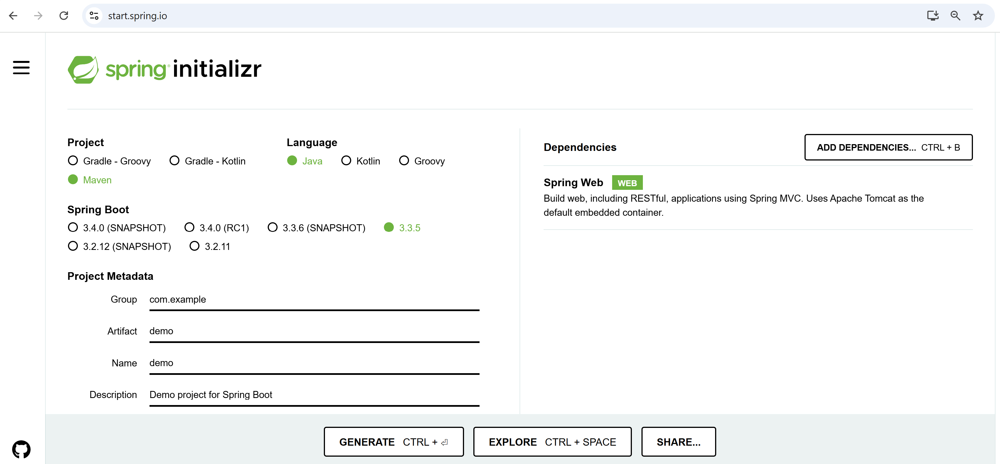 start.spring.io
spring® initializr
Project
Gradle - Groovy Gradle - Kotlin
Maven
Language
Java Kotlin Groovy
Spring Boot
3.4.0 (SNAPSHOT) 3.4.0 (RC1) 3.3.6 (SNAPSHOT) 3.3.5
3.2.12 (SNAPSHOT) 3.2.11
Project Metadata
Group com.example
Artifact demo
Name demo
Description Demo project for Spring Boot
Dependencies ADD DEPENDENCIES... CTRL + B
Spring Web WEB
Build web, including RESTful, applications using Spring MVC. Uses Apache Tomcat as the
default embedded container.
GENERATE CTRL + ⏎ EXPLORE CTRL + SPACE SHARE...